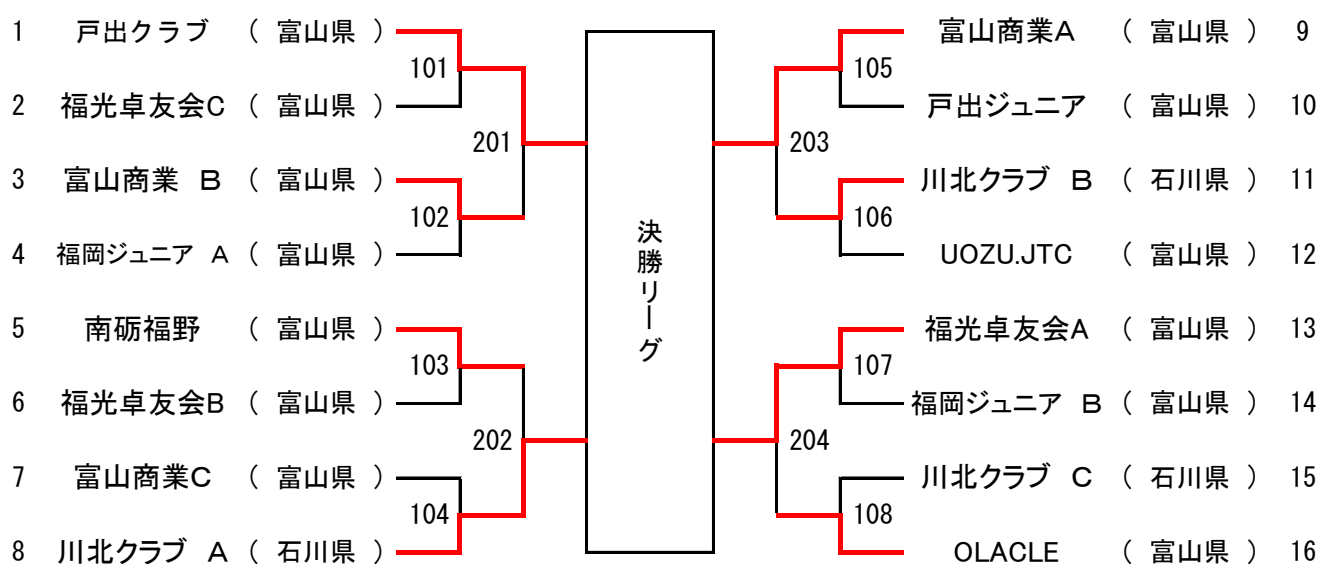 1 戸出クラブ ( 富山県 )
101
2 福光卓友会C ( 富山県 )
201
3 富山商業 B ( 富山県 )
102
4 福岡ジュニア A ( 富山県 )
5 南砺福野 ( 富山県 )
103
6 福光卓友会B ( 富山県 )
202
7 富山商業C ( 富山県 )
104
8 川北クラブ A ( 石川県 )
決勝リーグ
富山商業A ( 富山県 ) 9
105
戸出ジュニア ( 富山県 ) 10
203
川北クラブ B ( 石川県 ) 11
106
UOZU.JTC ( 富山県 ) 12
福光卓友会A ( 富山県 ) 13
107
福岡ジュニア B ( 富山県 ) 14
204
川北クラブ C ( 石川県 ) 15
108
OLACLE ( 富山県 ) 16